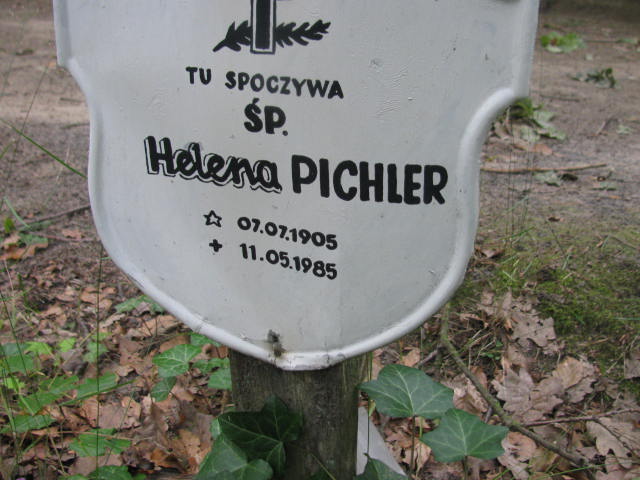 TU SPOCZYWA
ŚP.
Helena PICHLER
☆ 07.07.1905
+ 11.05.1985